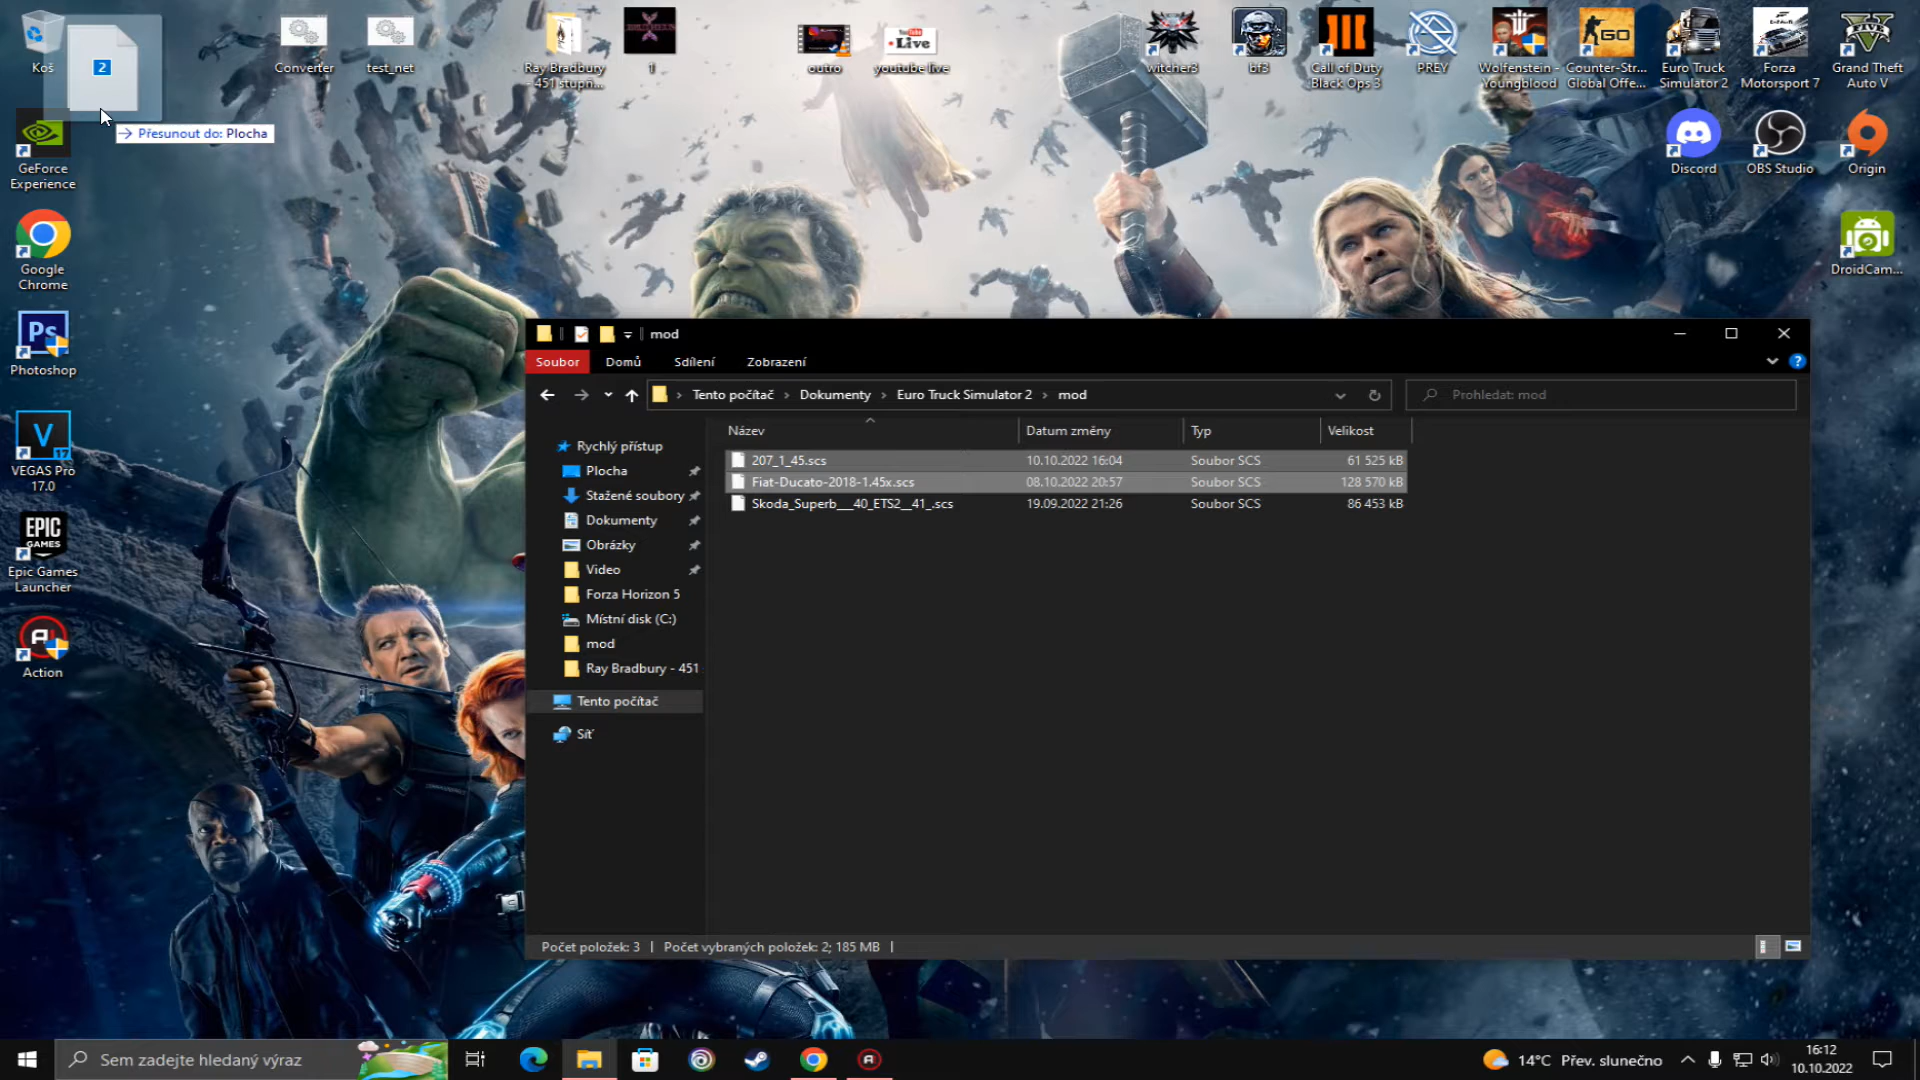 Koš
2
Converter
test_net
Ray Bradbury
- 451 stupň...
1
outro
YouTube
Live
youtube live
witcher3
bf3
Call of Duty
Black Ops 3
PREY
Wolfenstein -
Youngblood
GO
Counter-Str...
Global Offe...
Euro Truck
Simulator 2
Forza
Motorsport 7
Grand Theft
Auto V
→ Přesunout do: Plocha
GeForce
Experience
Discord
OBS Studio
Origin
Google
Chrome
DroidCam...
Ps
Photoshop
V
17
VEGAS Pro
17.0
EPIC
GAMES
Epic Games
Launcher
Action
mod
Soubor
Domů
Sdílení
Zobrazení
Tento počítač › Dokumenty › Euro Truck Simulator 2 › mod
Prohledat: mod
Název
Datum změny
Typ
Velikost
207_1_45.scs 10.10.2022 16:04 Soubor SCS 61 525 kB
Fiat-Ducato-2018-1.45x.scs 08.10.2022 20:57 Soubor SCS 128 570 kB
Skoda_Superb___40_ETS2__41_.scs 19.09.2022 21:26 Soubor SCS 86 453 kB
Rychlý přístup
Plocha
Stažené soubory
Dokumenty
Obrázky
Video
Forza Horizon 5
Místní disk (C:)
mod
Ray Bradbury - 451
Tento počítač
Síť
Počet položek: 3 | Počet vybraných položek: 2; 185 MB |
Sem zadejte hledaný výraz
14°C Přev. slunečno
16:12
10.10.2022